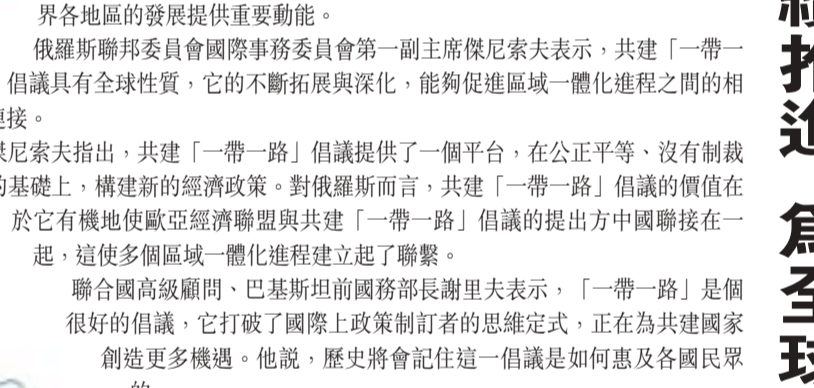 界各地區的發展提供重要動能。
俄羅斯聯邦委員會國際事務委員會第一副主席傑尼索夫表示，共建「一帶一
倡議具有全球性質，它的不斷拓展與深化，能夠促進區域一體化進程之間的相
連接。
傑尼索夫指出，共建「一帶一路」倡議提供了一個平台，在公正平等、沒有制裁
的基礎上，構建新的經濟政策。對俄羅斯而言，共建「一帶一路」倡議的價值在
於它有機地使歐亞經濟聯盟與共建「一帶一路」倡議的提出方中國聯接在一
起，這使多個區域一體化進程建立起了聯繫。
聯合國高級顧問、巴基斯坦前國務部長謝里夫表示，「一帶一路」是個
很好的倡議，它打破了國際上政策制訂者的思維定式，正在為共建國家
創造更多機遇。他説，歷史將會記住這一倡議是如何惠及各國民眾
的
推進 為全球